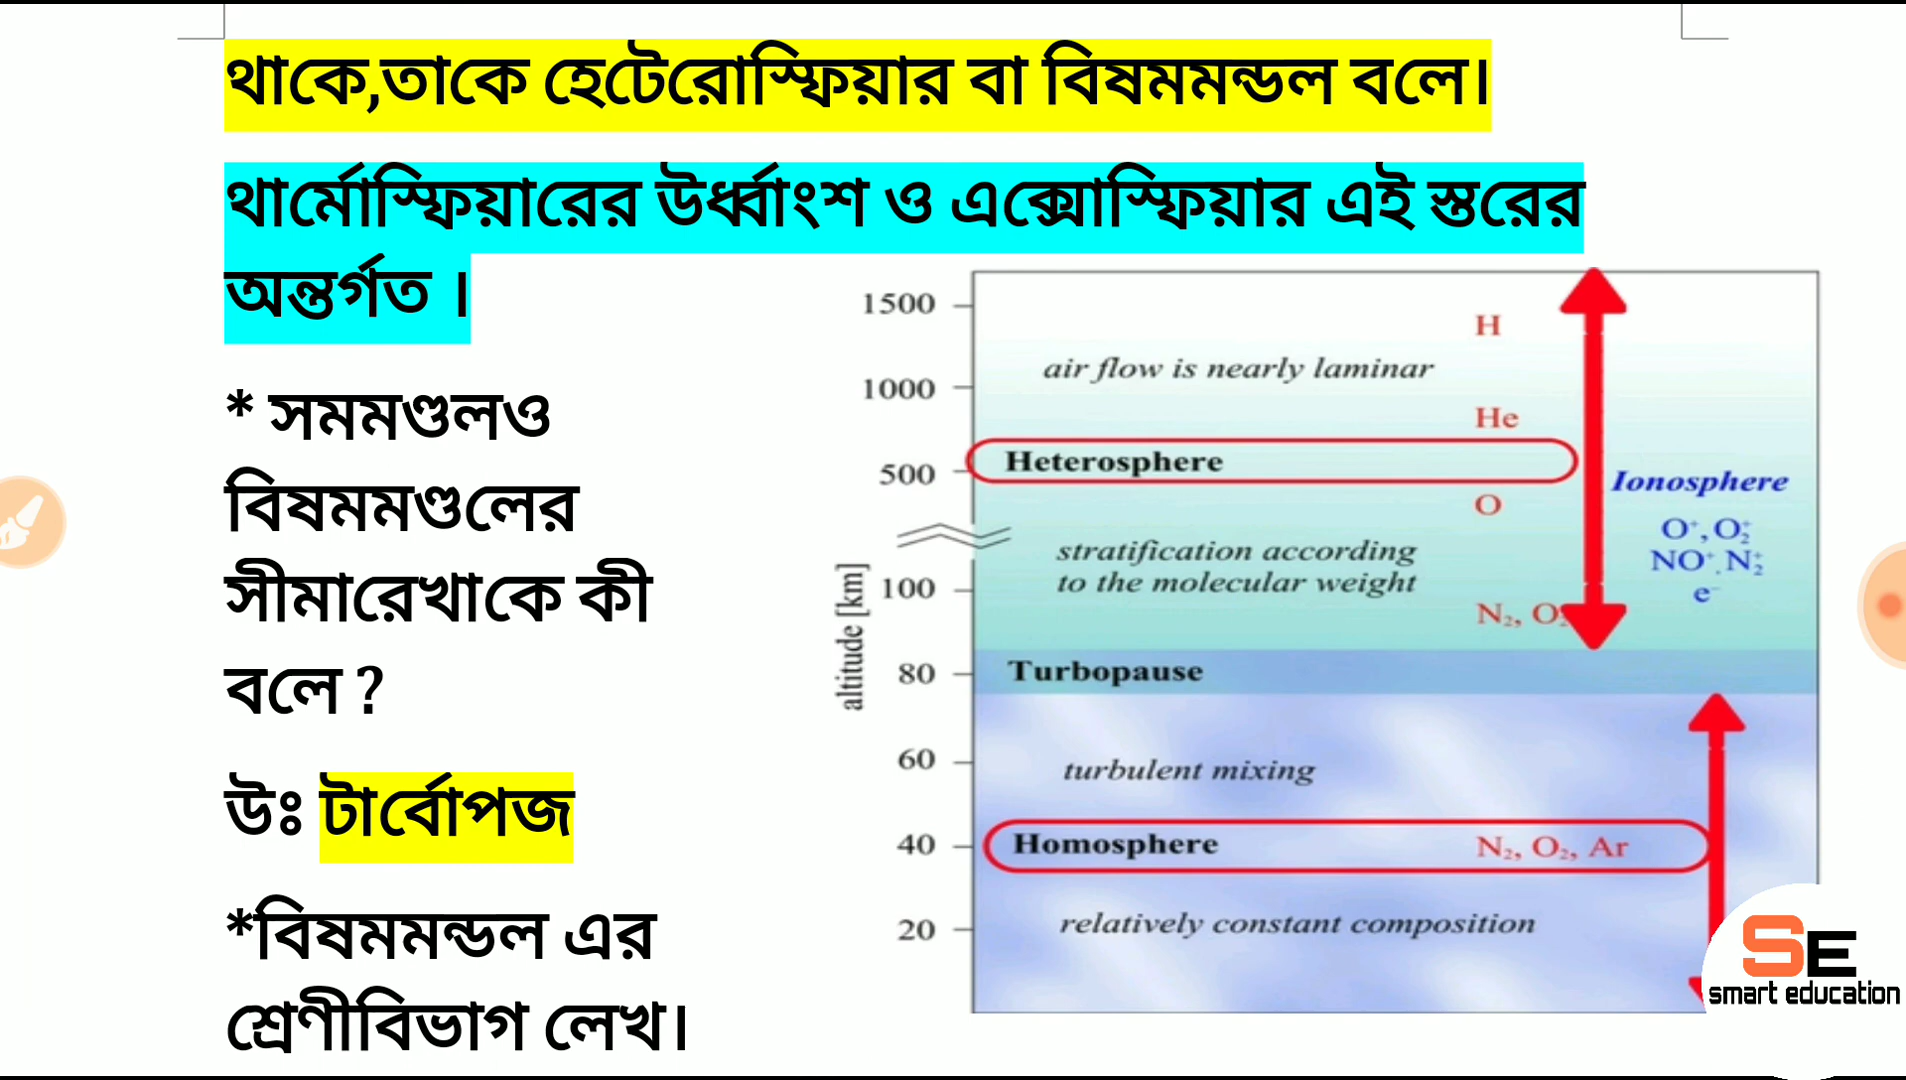 থাকে,তাকে হেটেরোস্ফিয়ার বা বিষমমন্ডল বলে।
থার্মোস্ফিয়ারের উর্ধ্বাংশ ও এক্সোস্ফিয়ার এই স্তরের
অন্তর্গত ।
* সমমণ্ডলও
বিষমমণ্ডলের
সীমারেখাকে কী
বলে ?
উঃ টার্বোপজ
*বিষমমন্ডল এর
শ্রেণীবিভাগ লেখ।
altitude [km]
1500
H
air flow is nearly laminar
1000
He
Heterosphere
500
Ionosphere
O
O⁺, O₂⁺
stratification according
NO⁺, N₂⁺
to the molecular weight
100
e⁻
N₂, O₂
Turbopause
80
60
turbulent mixing
Homosphere
N₂, O₂, Ar
40
relatively constant composition
20
SE
smart education